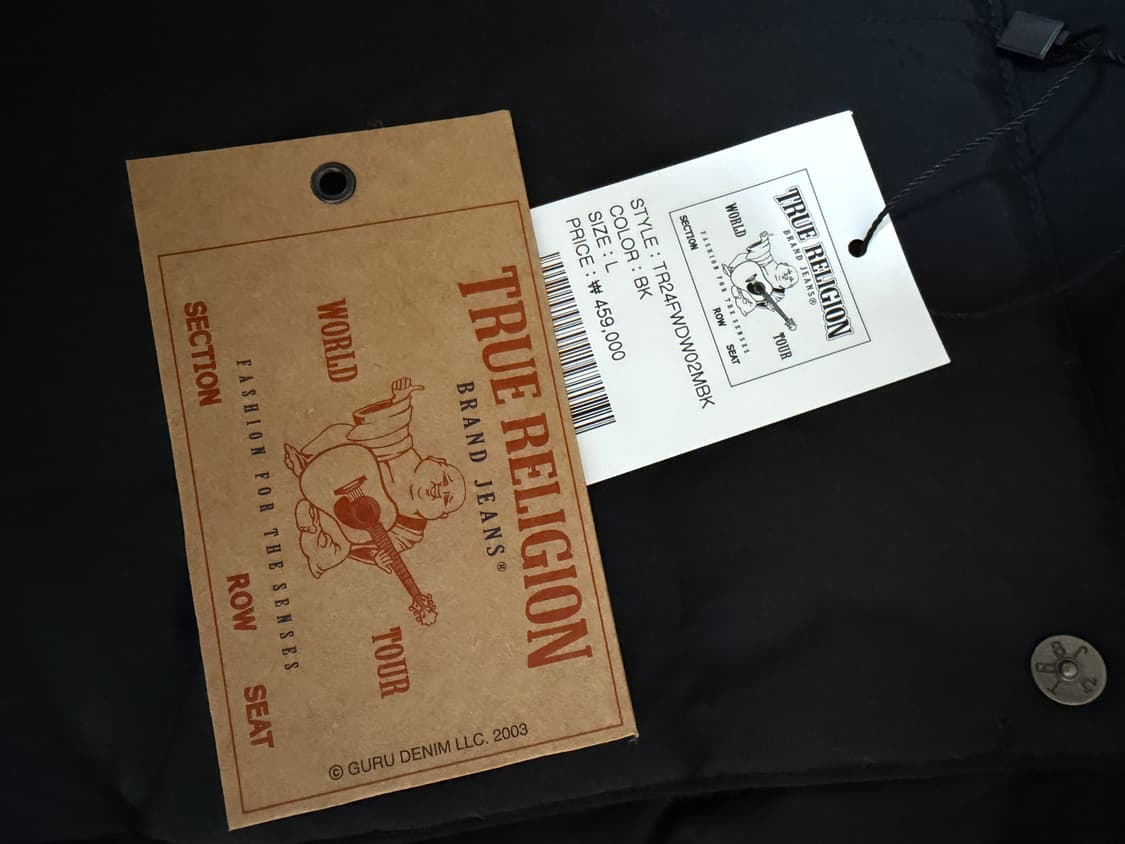 TRUE RELIGION
BRAND JEANS®
WORLD TOUR
FASHION FOR THE SENSES
SECTION ROW SEAT
© GURU DENIM LLC. 2003
TRUE RELIGION
BRAND JEANS®
WORLD TOUR
FASHION FOR THE SENSES
SECTION ROW SEAT
STYLE : TR24FWDW02MBK
COLOR : BK
SIZE : L
PRICE : ₩ 459,000